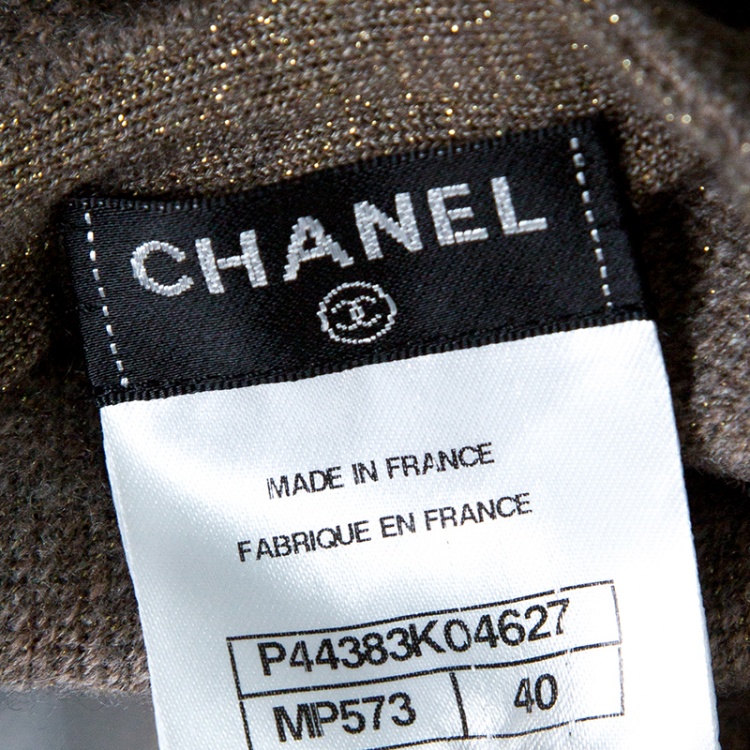 CHANEL
MADE IN FRANCE
FABRIQUE EN FRANCE
P44383K04627
MP573 40